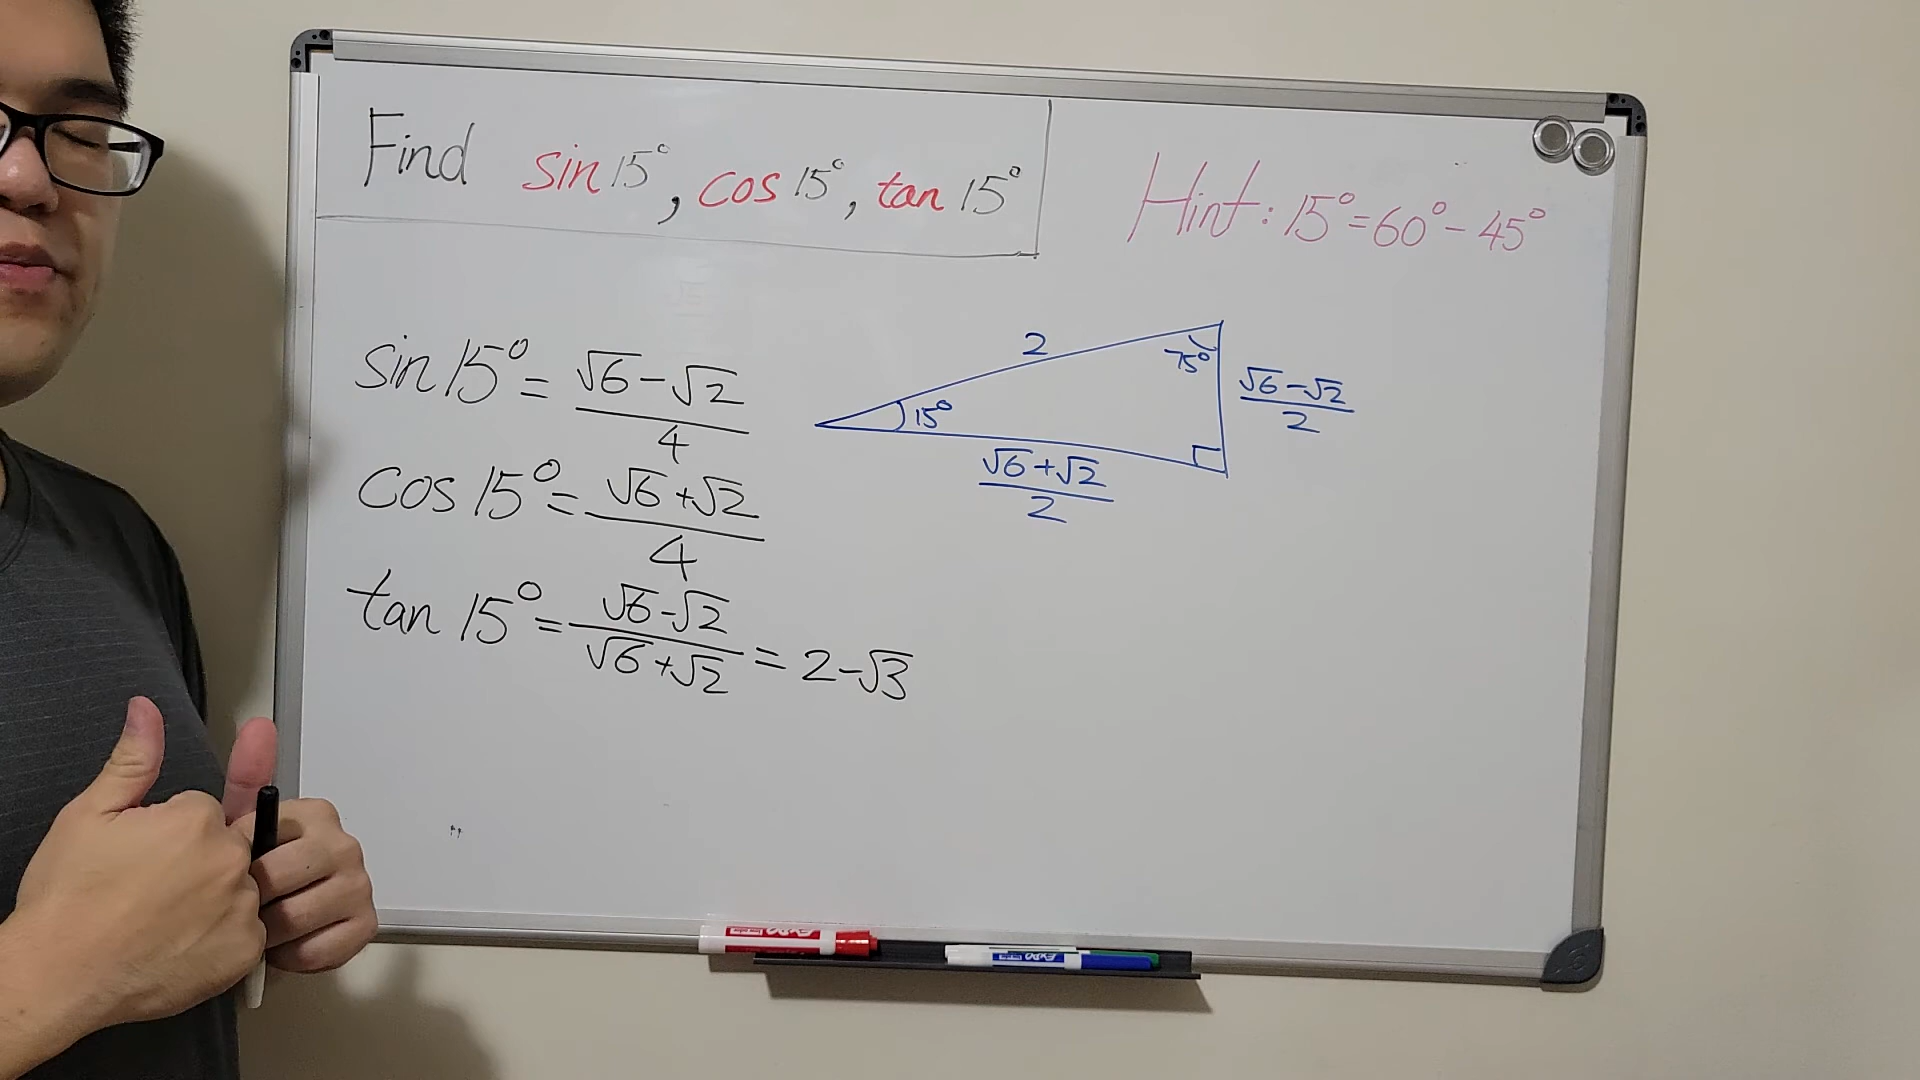 Find sin 15°, cos 15°, tan 15°
Hint: 15° = 60° - 45°
sin 15° = (√6 - √2)/4
cos 15° = (√6 + √2)/4
tan 15° = (√6 - √2)/(√6 + √2) = 2 - √3
2
75°
(√6 - √2)/2
15°
(√6 + √2)/2
EXPO
EXPO